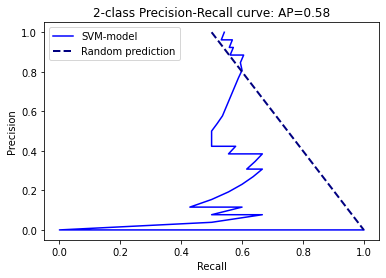 2-class Precision-Recall curve: AP=0.58
SVM-model
Random prediction
Precision
1.0
0.8
0.6
0.4
0.2
0.0
0.0 0.2 0.4 0.6 0.8 1.0
Recall